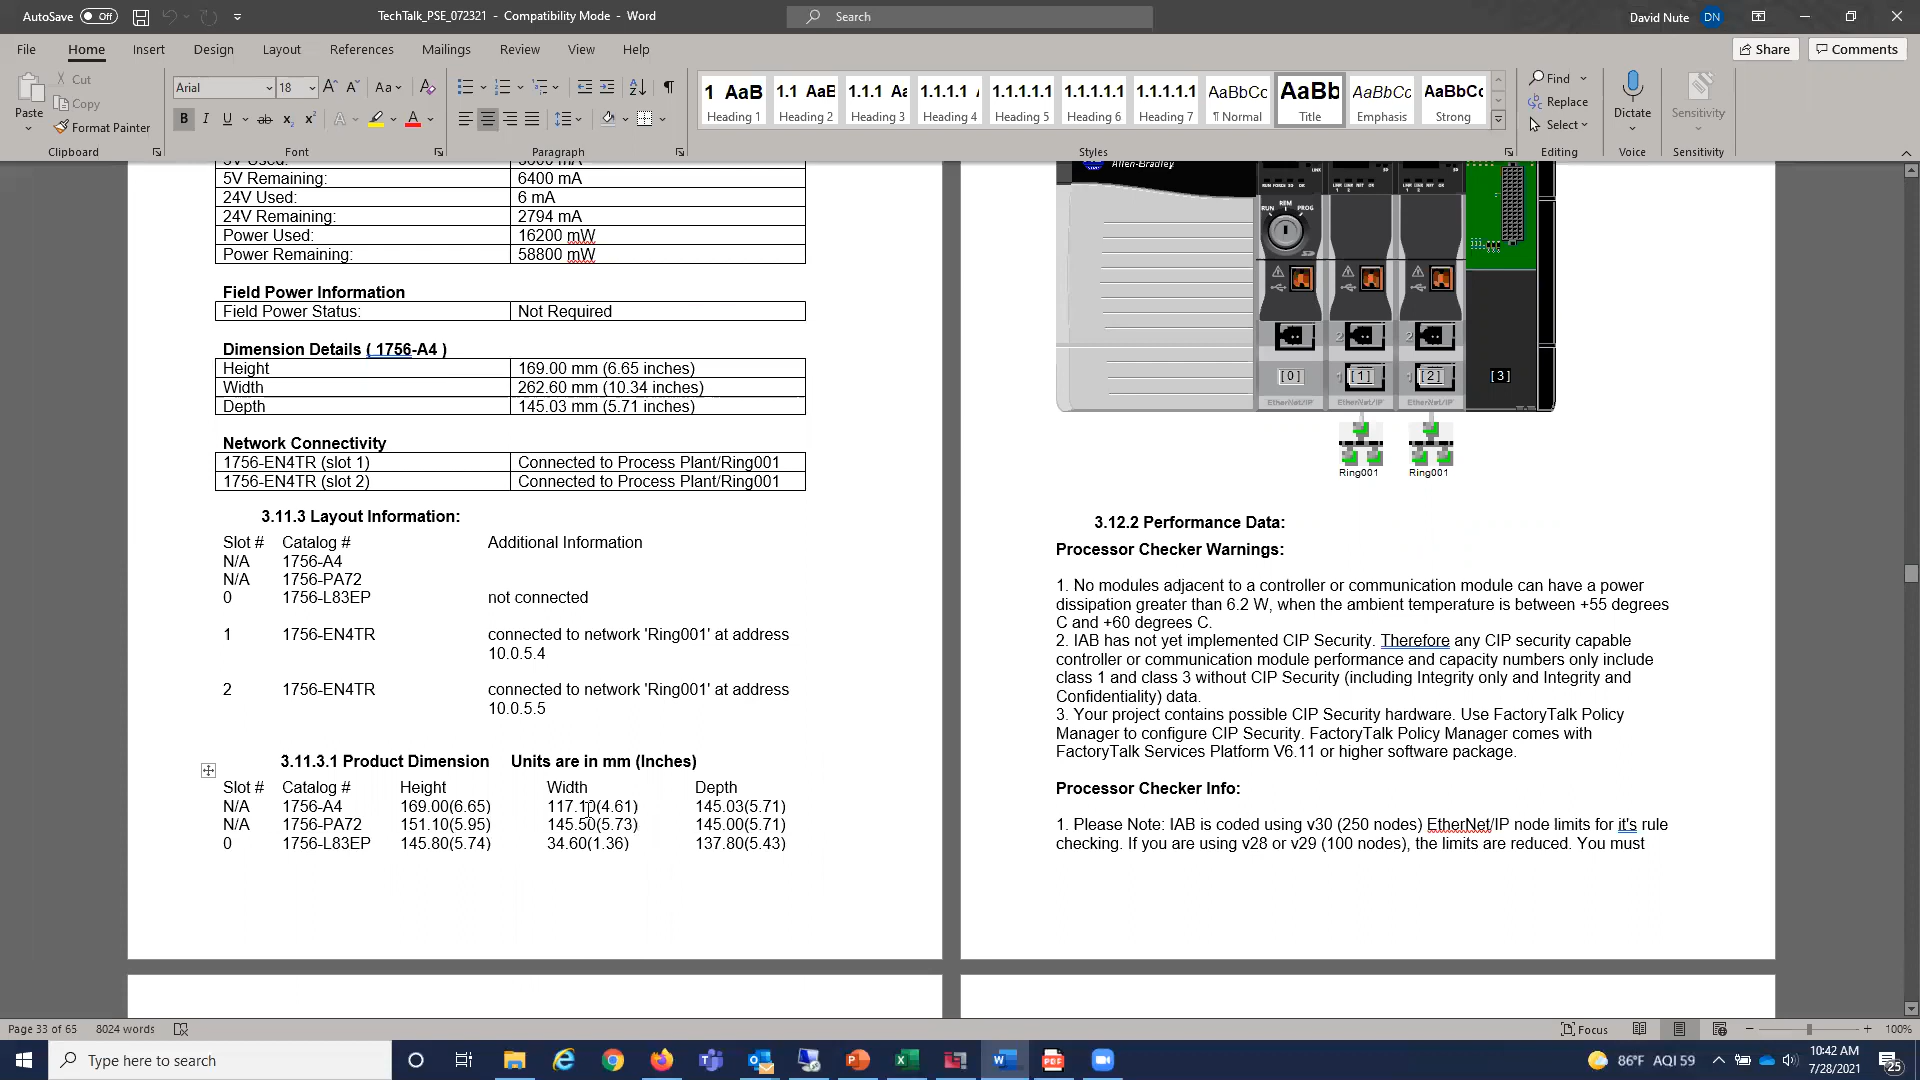 AutoSave Off
TechTalk_PSE_072321 - Compatibility Mode - Word
Search
David Nute DN
File Home Insert Design Layout References Mailings Review View Help
Share Comments
Paste
Cut
Copy
Format Painter
Clipboard
Arial 18
Font
Paragraph
1 AaB
Heading 1
1.1 AaB
Heading 2
1.1.1 Aa
Heading 3
1.1.1.1
Heading 4
1.1.1.1.1
Heading 5
1.1.1.1.1
Heading 6
1.1.1.1.1
Heading 7
AaBbCc
¶ Normal
AaBb
Title
AaBbCc
Emphasis
AaBbCc
Strong
Styles
Find
Replace
Select
Editing
Dictate
Voice
Sensitivity
Sensitivity
5V Remaining: 6400 mA
24V Used: 6 mA
24V Remaining: 2794 mA
Power Used: 16200 mW
Power Remaining: 58800 mW
Field Power Information
Field Power Status: Not Required
Dimension Details ( 1756-A4 )
Height 169.00 mm (6.65 inches)
Width 262.60 mm (10.34 inches)
Depth 145.03 mm (5.71 inches)
Network Connectivity
1756-EN4TR (slot 1) Connected to Process Plant/Ring001
1756-EN4TR (slot 2) Connected to Process Plant/Ring001
3.11.3 Layout Information:
Slot # Catalog # Additional Information
N/A 1756-A4
N/A 1756-PA72
0 1756-L83EP not connected
1 1756-EN4TR connected to network 'Ring001' at address
10.0.5.4
2 1756-EN4TR connected to network 'Ring001' at address
10.0.5.5
3.11.3.1 Product Dimension Units are in mm (Inches)
Slot # Catalog # Height Width Depth
N/A 1756-A4 169.00(6.65) 117.10(4.61) 145.03(5.71)
N/A 1756-PA72 151.10(5.95) 145.50(5.73) 145.00(5.71)
0 1756-L83EP 145.80(5.74) 34.60(1.36) 137.80(5.43)
Allen-Bradley
RUN REM PROG
2 2
[0] 1 [1] 1 [2] [3]
EtherNet/IP EtherNet/IP EtherNet/IP
Ring001 Ring001
3.12.2 Performance Data:
Processor Checker Warnings:
1. No modules adjacent to a controller or communication module can have a power
dissipation greater than 6.2 W, when the ambient temperature is between +55 degrees
C and +60 degrees C.
2. IAB has not yet implemented CIP Security. Therefore any CIP security capable
controller or communication module performance and capacity numbers only include
class 1 and class 3 without CIP Security (including Integrity only and Integrity and
Confidentiality) data.
3. Your project contains possible CIP Security hardware. Use FactoryTalk Policy
Manager to configure CIP Security. FactoryTalk Policy Manager comes with
FactoryTalk Services Platform V6.11 or higher software package.
Processor Checker Info:
1. Please Note: IAB is coded using v30 (250 nodes) EtherNet/IP node limits for it's rule
checking. If you are using v28 or v29 (100 nodes), the limits are reduced. You must
Page 33 of 65 8024 words
Focus
100%
Type here to search
86°F AQI 59
10:42 AM
7/28/2021
25